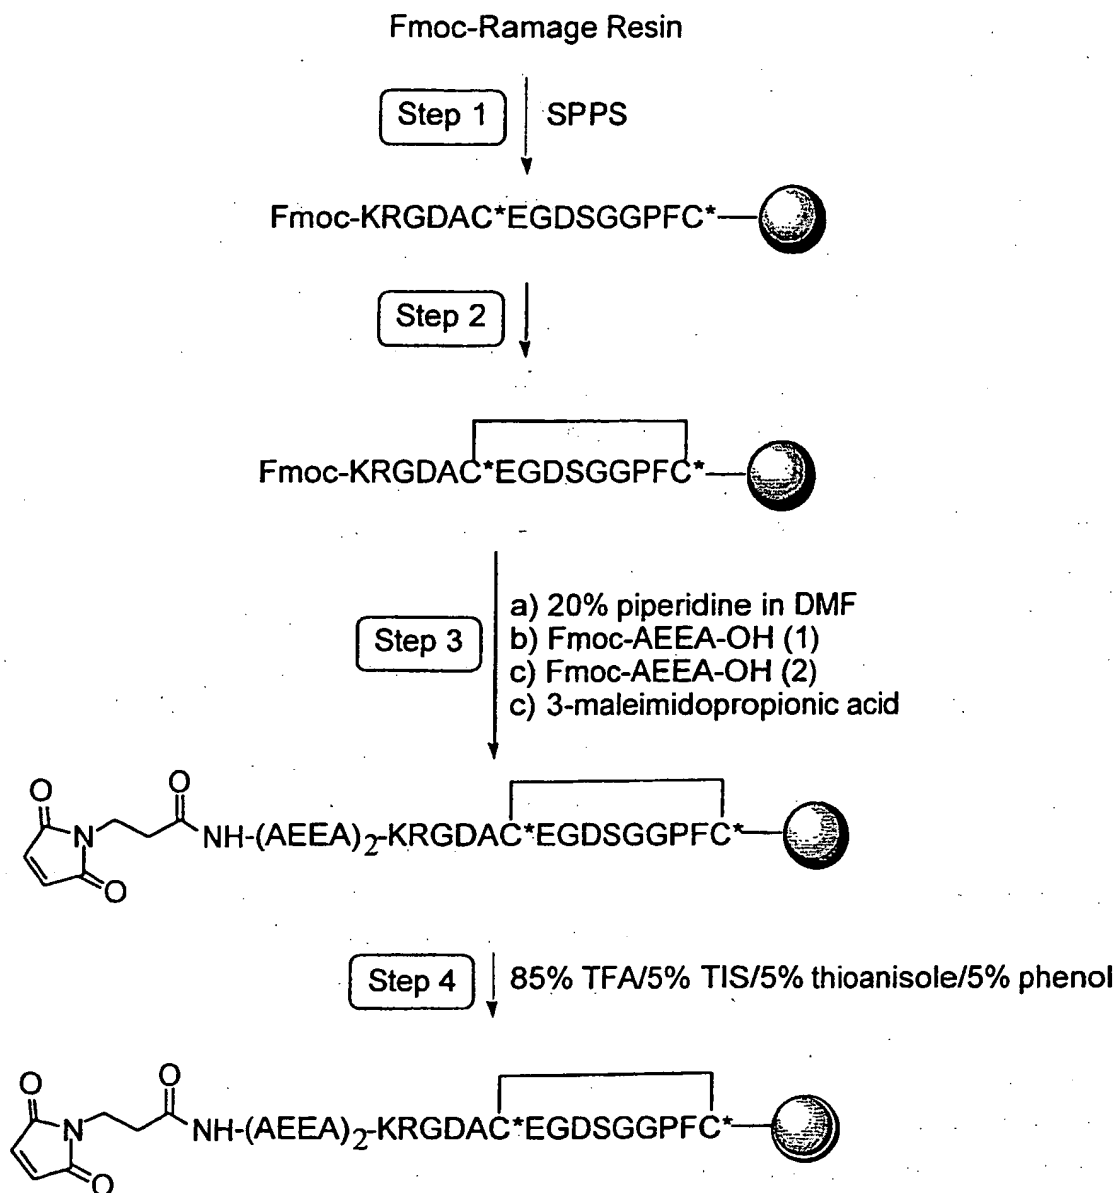 Fmoc-Ramage Resin
Step 1
SPPS
Fmoc-KRGDAC*EGDSGGPFC*
Step 2
Fmoc-KRGDAC*EGDSGGPFC*
Step 3
a) 20% piperidine in DMF
b) Fmoc-AEEA-OH (1)
c) Fmoc-AEEA-OH (2)
c) 3-maleimidopropionic acid
O
O
N
O
NH-(AEEA)2-KRGDAC*EGDSGGPFC*
Step 4
85% TFA/5% TIS/5% thioanisole/5% phenol
O
O
N
O
NH-(AEEA)2-KRGDAC*EGDSGGPFC*